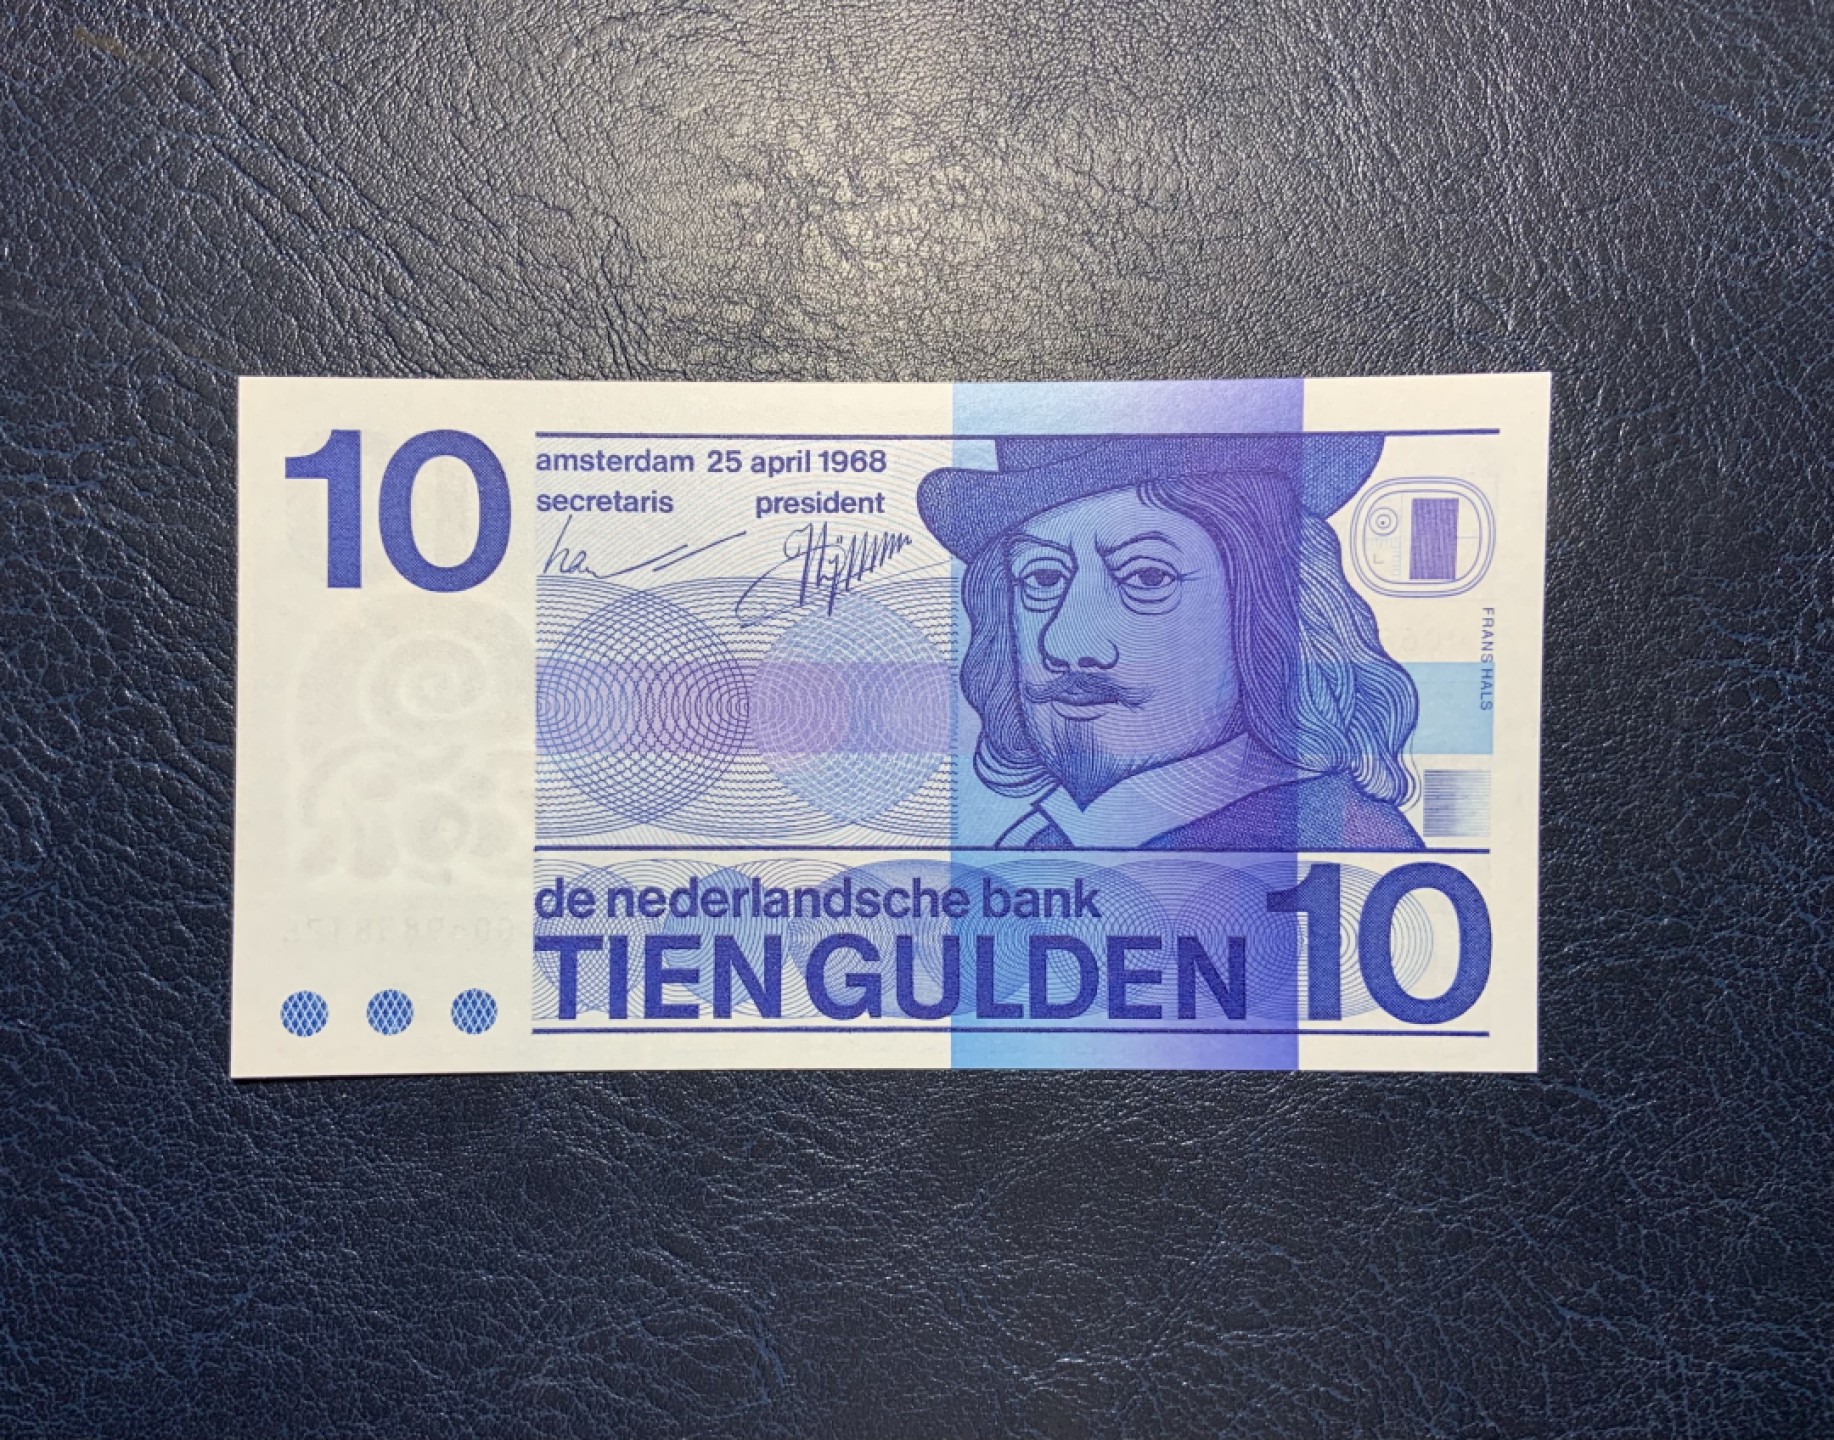 10
amsterdam 25 april 1968
secretaris president
FRANS HALS
de nederlandsche bank
TIEN GULDEN 10